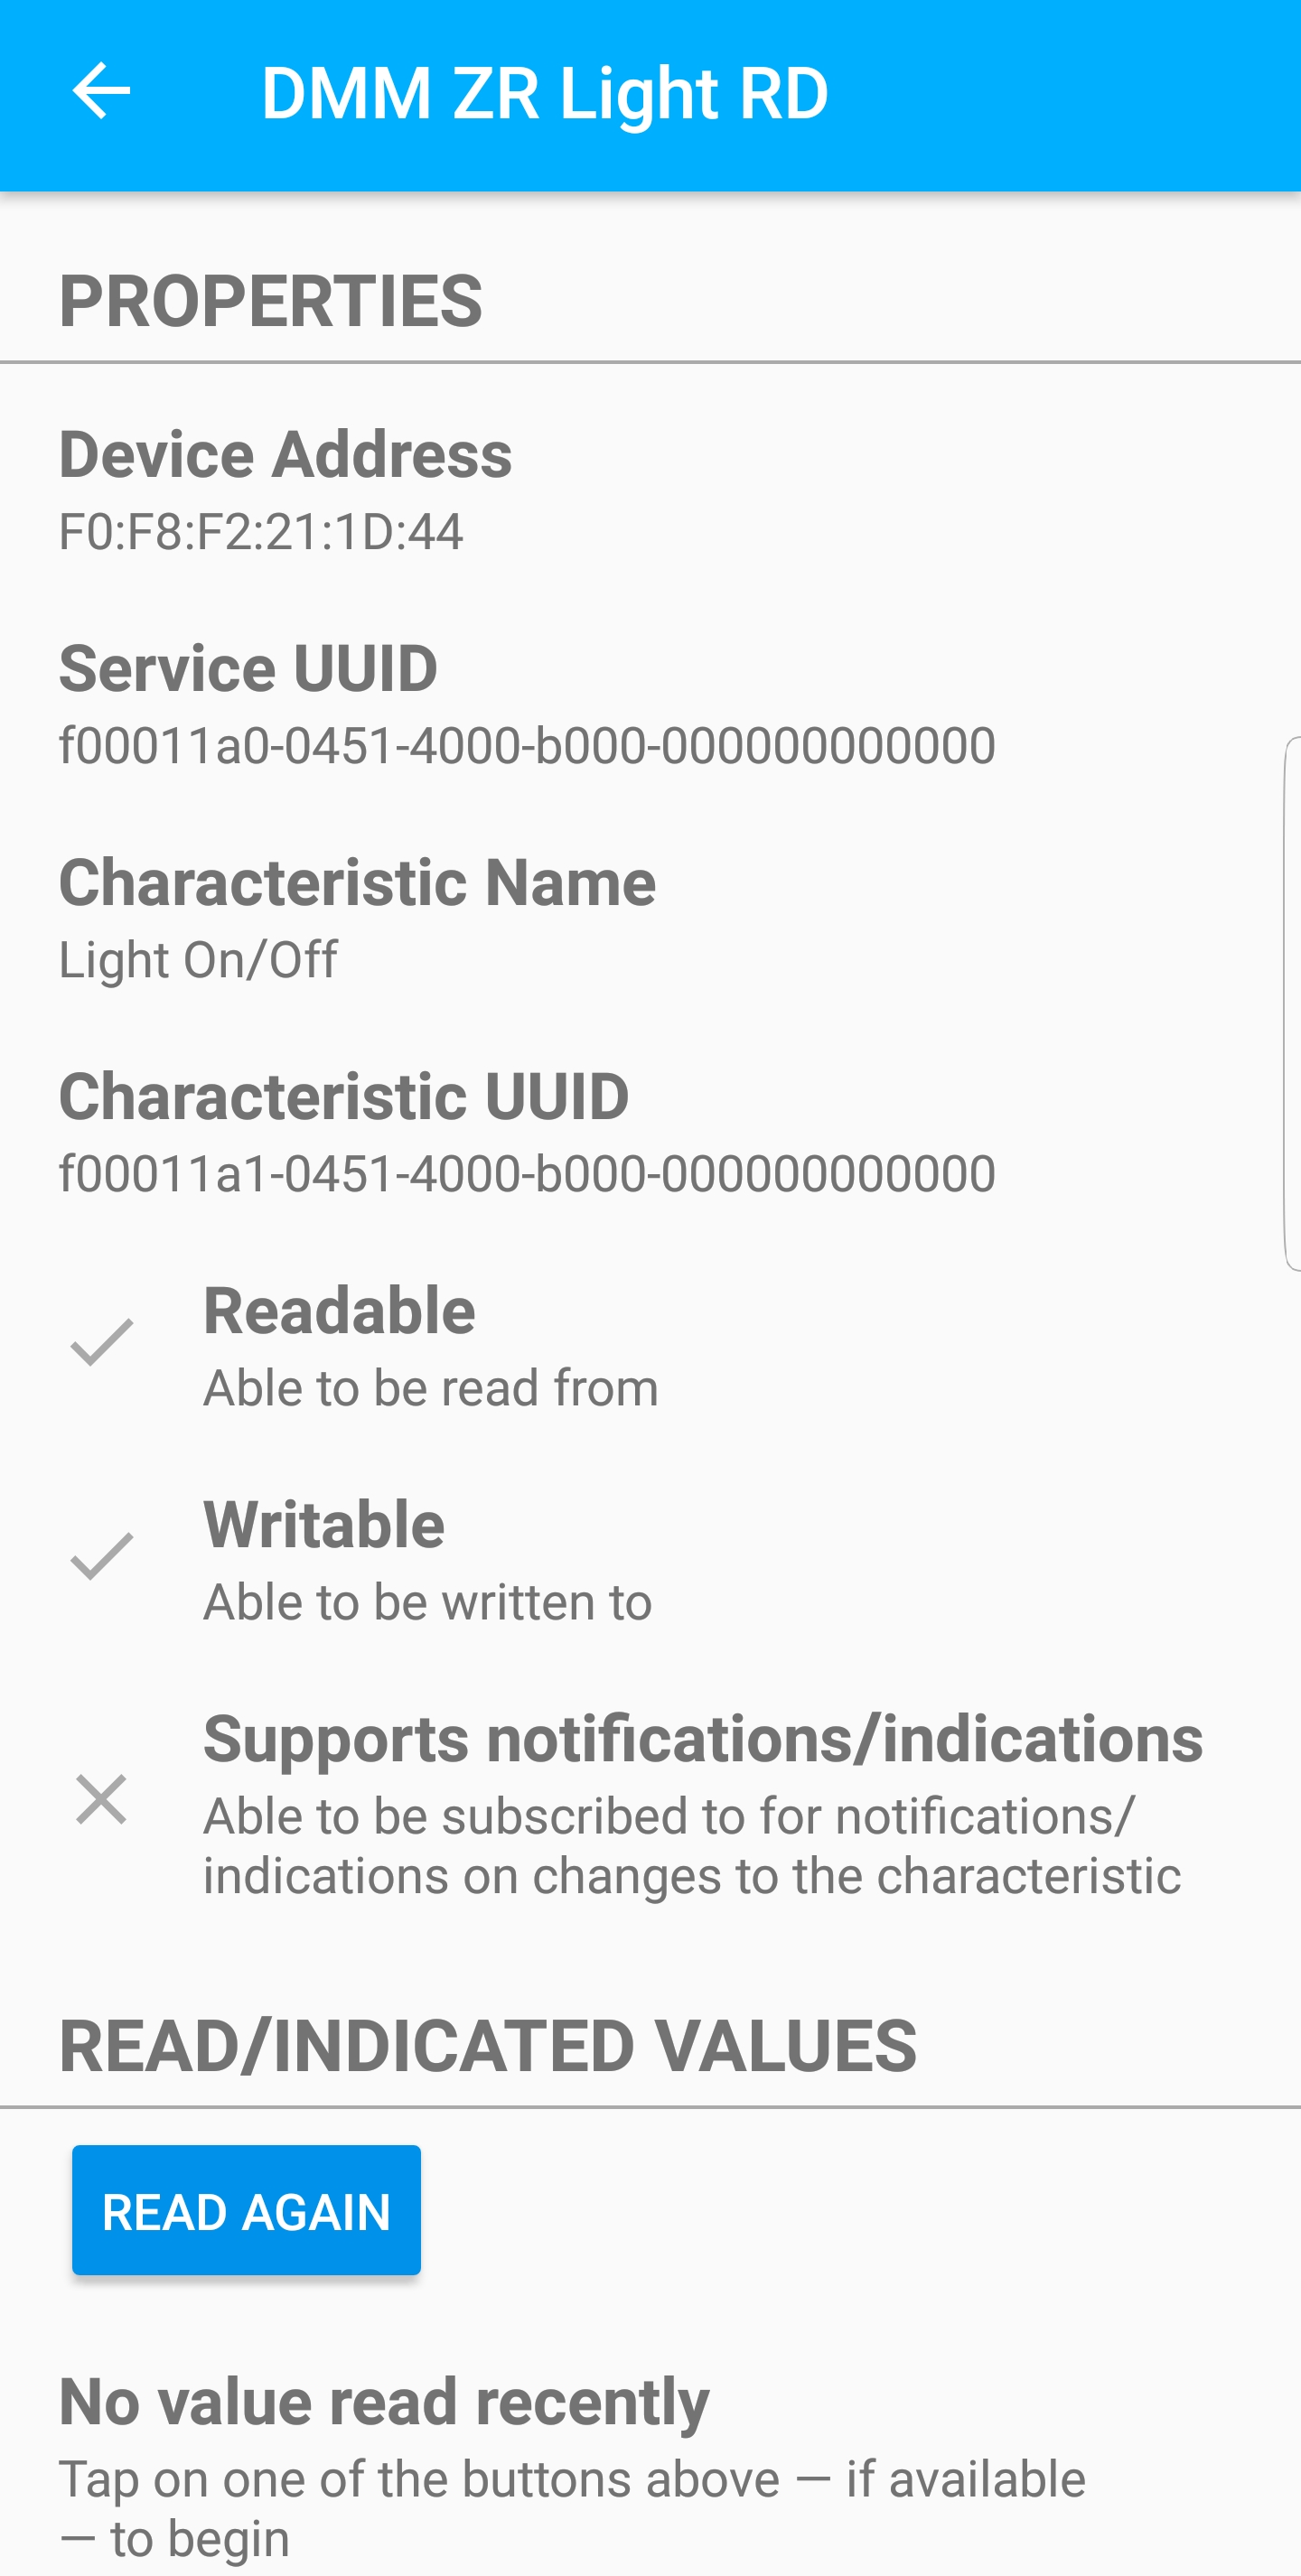 DMM ZR Light RD
PROPERTIES
Device Address
F0:F8:F2:21:1D:44
Service UUID
f00011a0-0451-4000-b000-000000000000
Characteristic Name
Light On/Off
Characteristic UUID
f00011a1-0451-4000-b000-000000000000
Readable
Able to be read from
Writable
Able to be written to
Supports notifications/indications
Able to be subscribed to for notifications/
indications on changes to the characteristic
READ/INDICATED VALUES
READ AGAIN
No value read recently
Tap on one of the buttons above — if available
— to begin